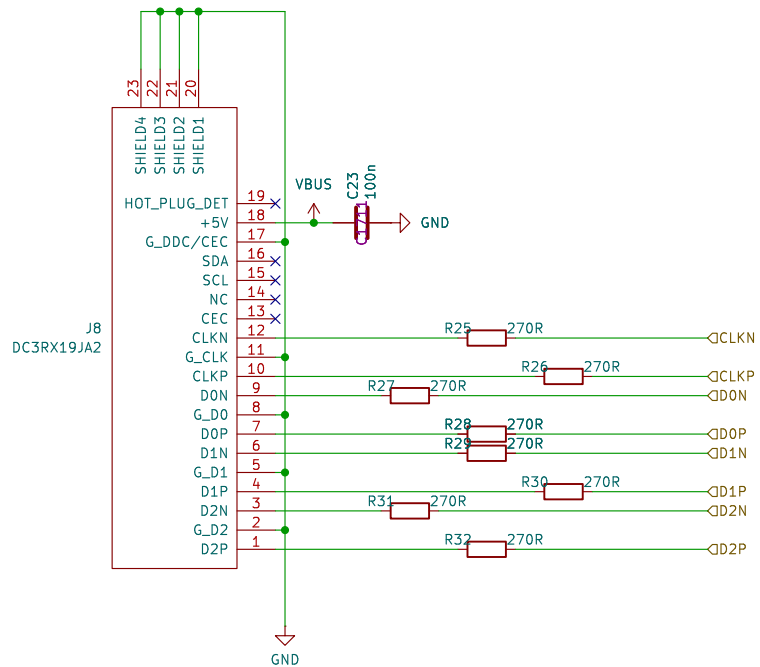 23
22
21
20
SHIELD4
SHIELD3
SHIELD2
SHIELD1
VBUS
C23
100n
GND
HOT_PLUG_DET 19
+5V 18
G_DDC/CEC 17
SDA 16
SCL 15
NC 14
CEC 13
J8
DC3RX19JA2
CLKN 12 R25 270R CLKN
G_CLK 11
CLKP 10 R26 270R CLKP
D0N 9 R27 270R D0N
G_D0 8
D0P 7 R28 270R D0P
D1N 6 R29 270R D1N
G_D1 5
D1P 4 R30 270R D1P
D2N 3 R31 270R D2N
G_D2 2
D2P 1 R32 270R D2P
GND